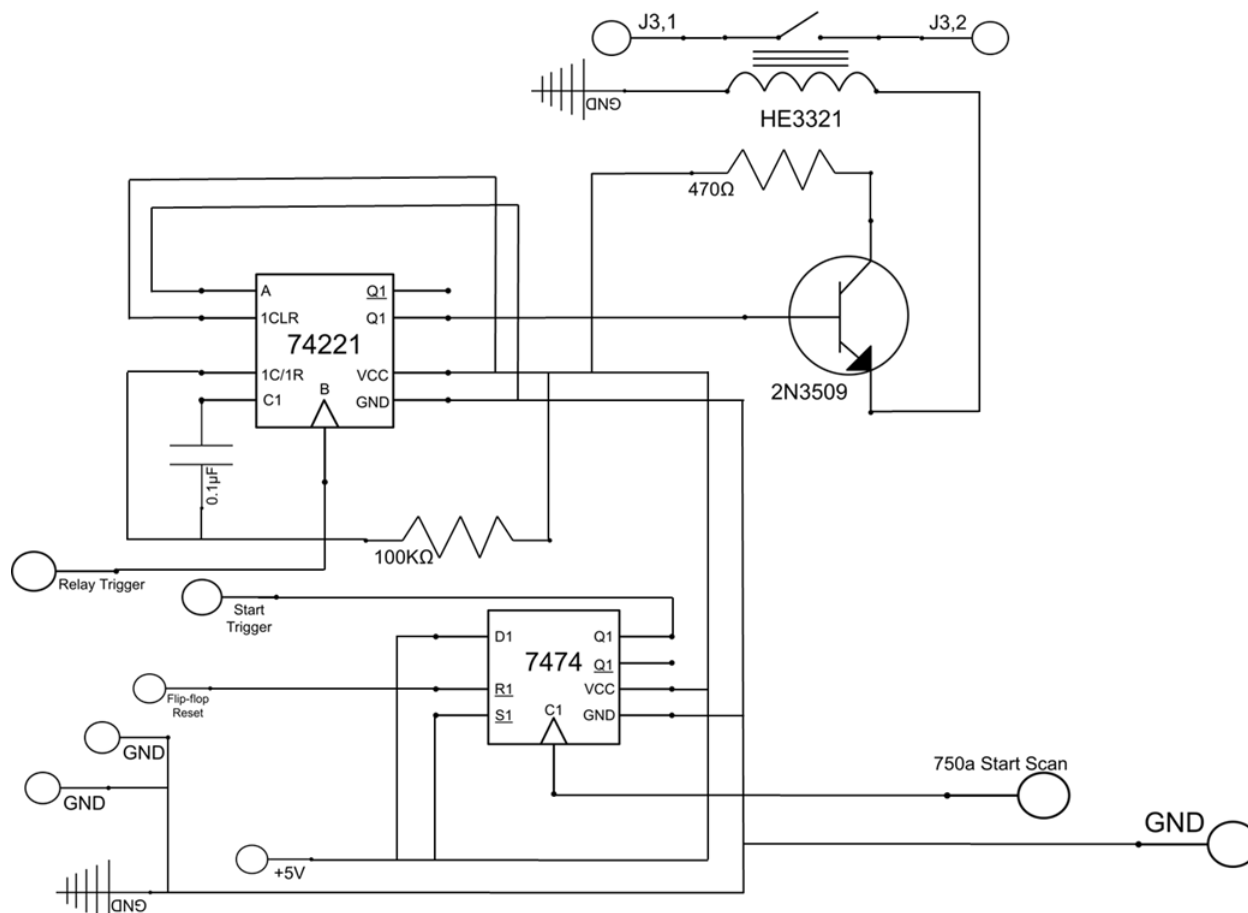 J3,1
J3,2
GND
HE3321
470Ω
A
Q1
1CLR
Q1
74221
1C/1R
VCC
B
C1
GND
2N3509
0.1µF
100KΩ
Relay Trigger
Start
Trigger
D1
Q1
7474
Q1
R1
VCC
Flip-flop
Reset
S1
C1
GND
GND
750a Start Scan
GND
GND
+5V
GND